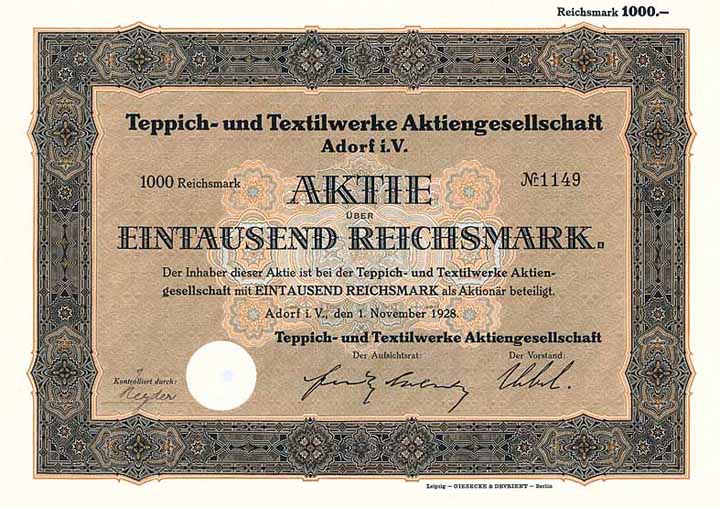 Reichsmark 1000.—
Teppich- und Textilwerke Aktiengesellschaft
Adorf i.V.
1000 Reichsmark
AKTIE
№ 1149
ÜBER
EINTAUSEND REICHSMARK.
Der Inhaber dieser Aktie ist bei der Teppich- und Textilwerke Aktien-
gesellschaft mit EINTAUSEND REICHSMARK als Aktionär beteiligt.
Adorf i. V., den 1. November 1928.
Teppich- und Textilwerke Aktiengesellschaft
Der Aufsichtsrat:
Der Vorstand:
Kontrolliert durch:
Leipzig — GIESECKE & DEVRIENT — Berlin